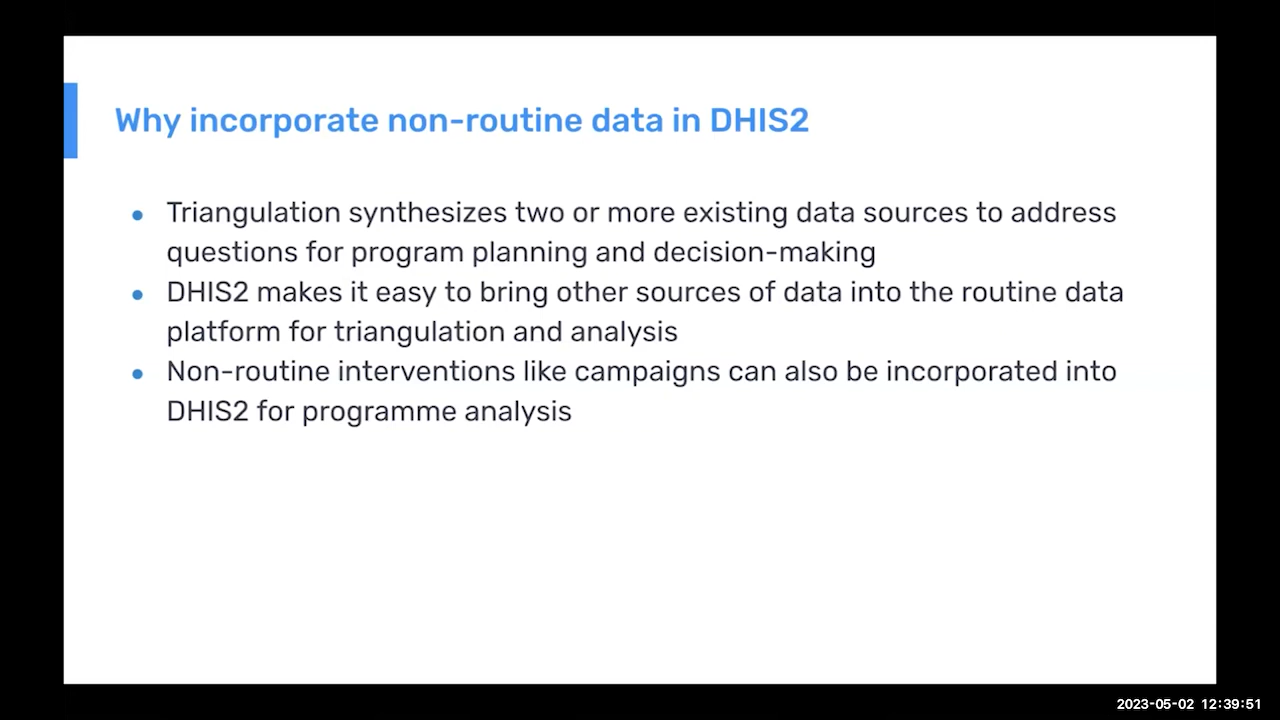 Why incorporate non-routine data in DHIS2
• Triangulation synthesizes two or more existing data sources to address
questions for program planning and decision-making
• DHIS2 makes it easy to bring other sources of data into the routine data
platform for triangulation and analysis
• Non-routine interventions like campaigns can also be incorporated into
DHIS2 for programme analysis
2023-05-02 12:39:51